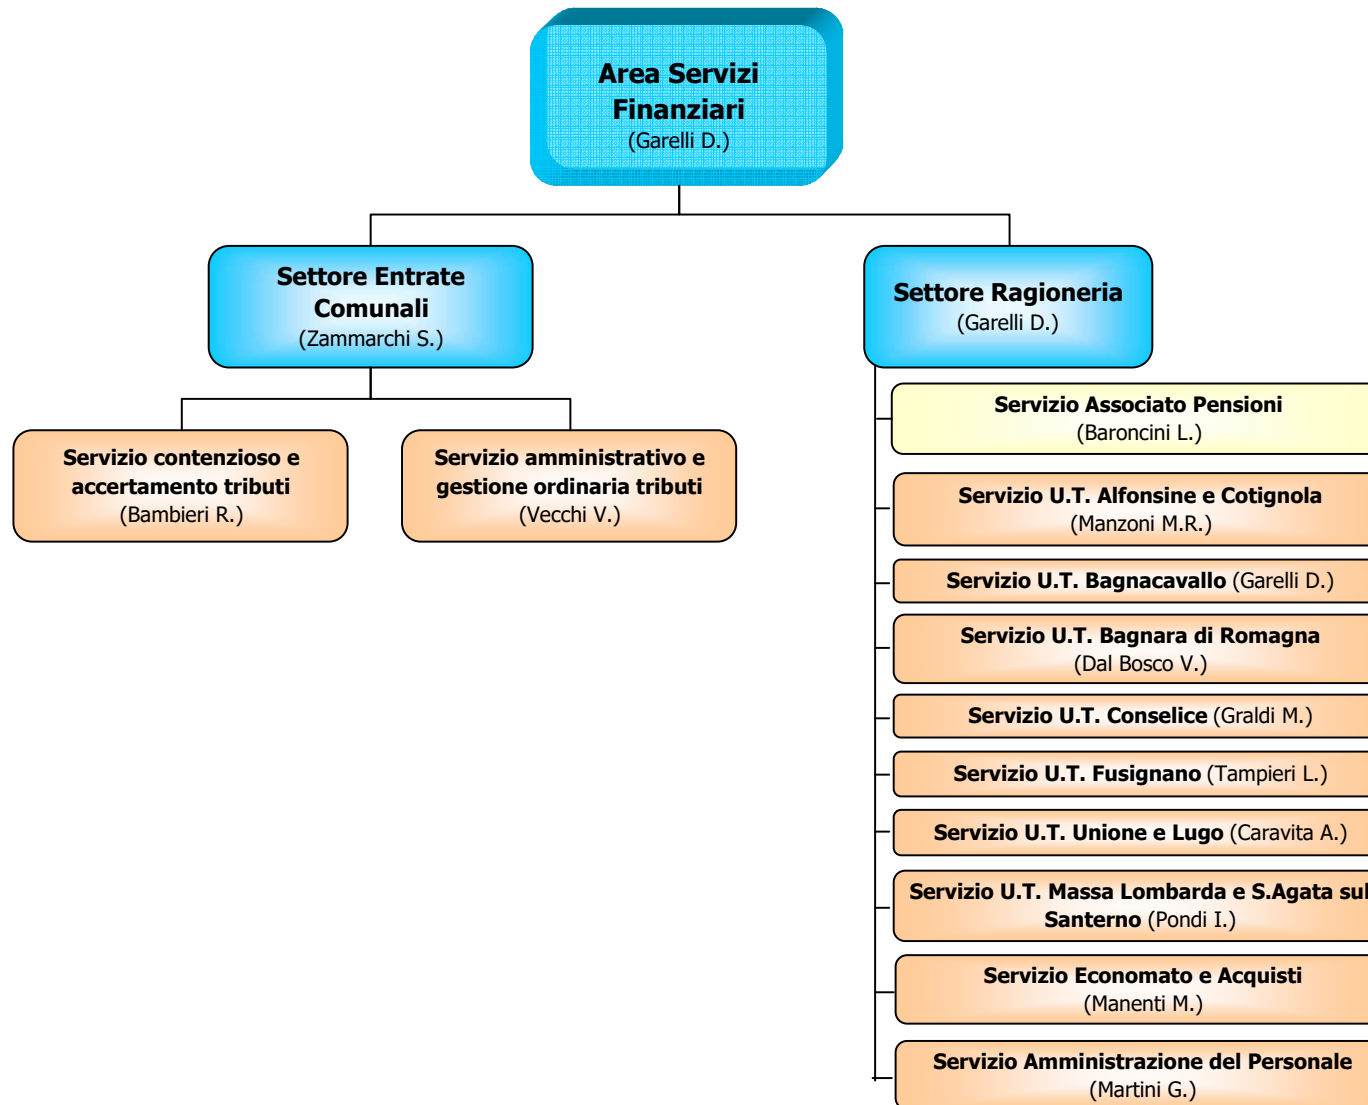 Area Servizi
Finanziari
(Garelli D.)
Settore Entrate
Comunali
(Zammarchi S.)
Settore Ragioneria
(Garelli D.)
Servizio contenzioso e
accertamento tributi
(Bambieri R.)
Servizio amministrativo e
gestione ordinaria tributi
(Vecchi V.)
Servizio Associato Pensioni
(Baroncini L.)
Servizio U.T. Alfonsine e Cotignola
(Manzoni M.R.)
Servizio U.T. Bagnacavallo (Garelli D.)
Servizio U.T. Bagnara di Romagna
(Dal Bosco V.)
Servizio U.T. Conselice (Graldi M.)
Servizio U.T. Fusignano (Tampieri L.)
Servizio U.T. Unione e Lugo (Caravita A.)
Servizio U.T. Massa Lombarda e S.Agata sul
Santerno (Pondi I.)
Servizio Economato e Acquisti
(Manenti M.)
Servizio Amministrazione del Personale
(Martini G.)